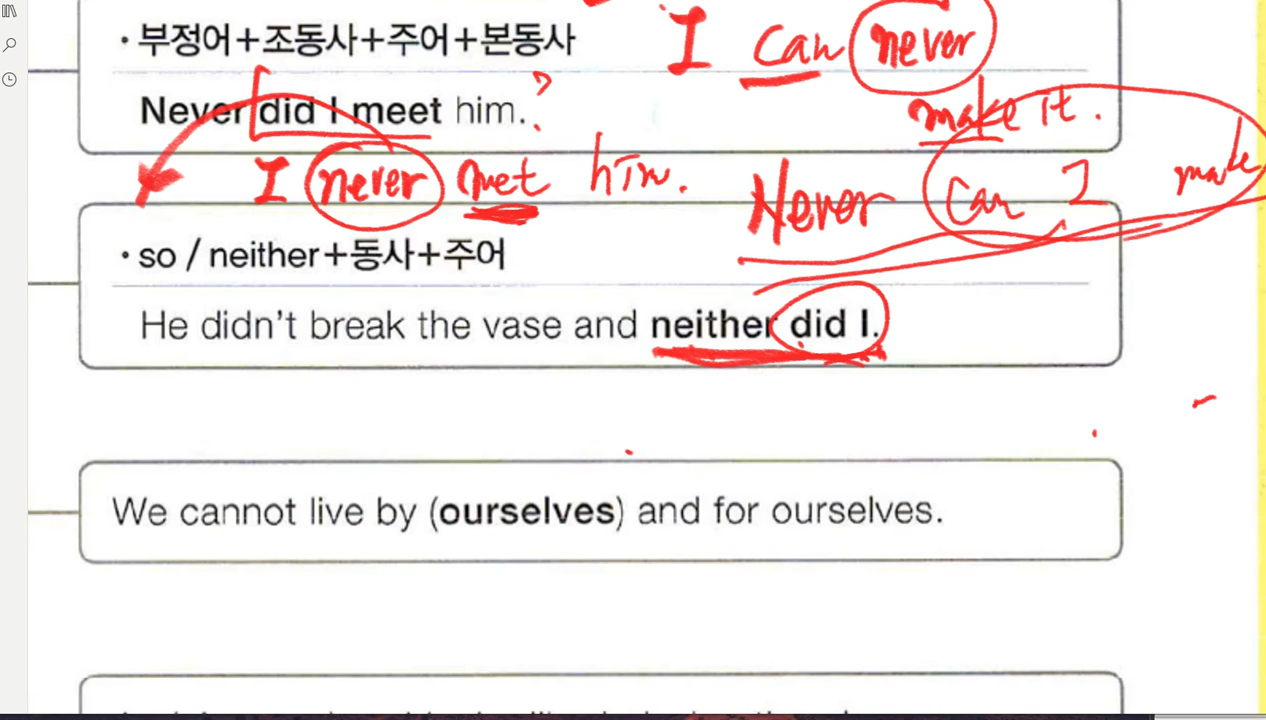 · 부정어+조동사+주어+본동사
I can never
Never did I meet him. ?
make it.
I never met him.
Never can I make
· so / neither+동사+주어
He didn't break the vase and neither did I.
We cannot live by (ourselves) and for ourselves.